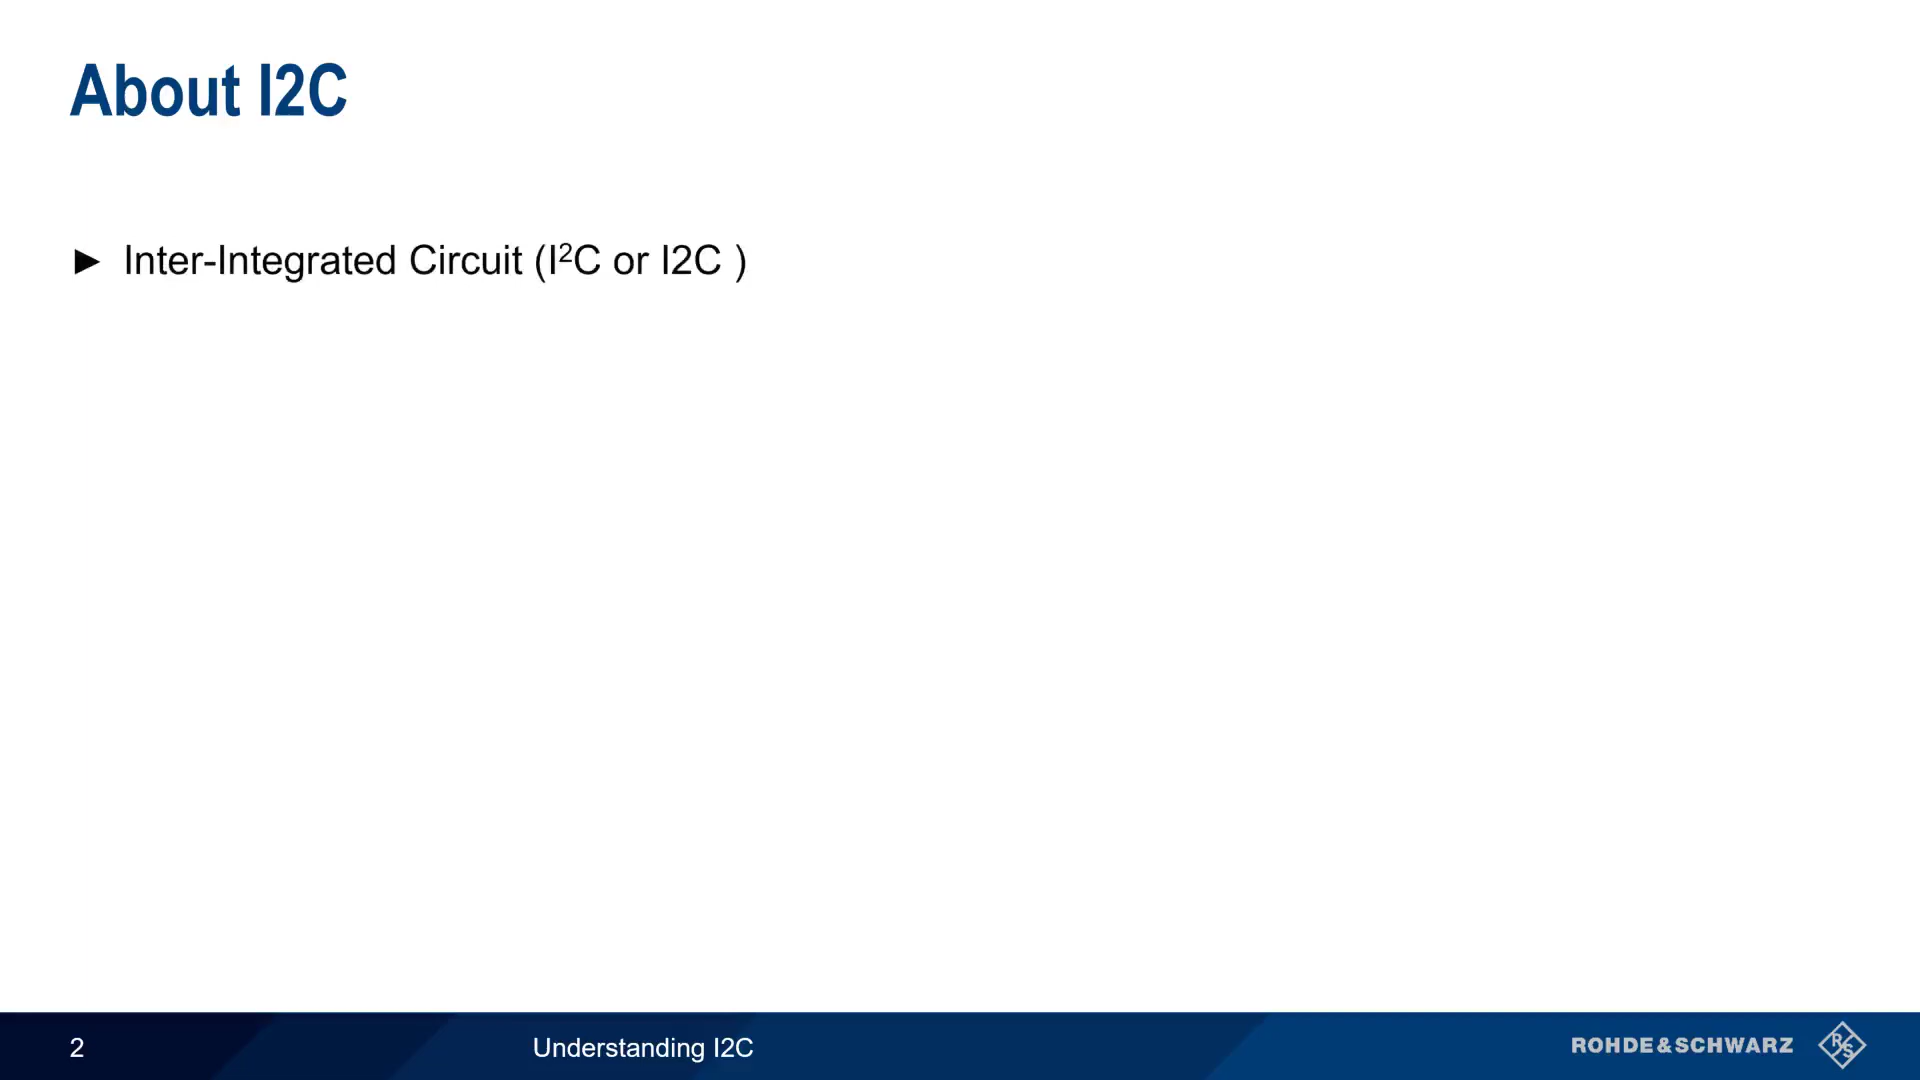 About I2C
► Inter-Integrated Circuit (I²C or I2C )
2
Understanding I2C
ROHDE&SCHWARZ
R S